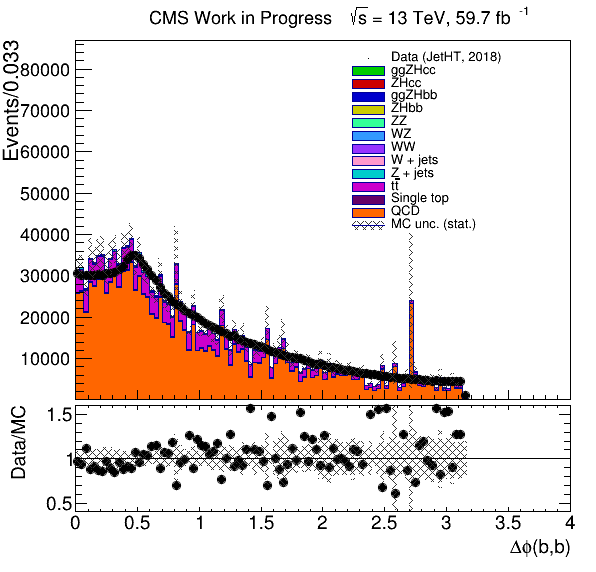 CMS Work in Progress √s = 13 TeV, 59.7 fb⁻¹
Events/0.033
80000
70000
60000
50000
40000
30000
20000
10000
Data (JetHT, 2018)
ggZHcc
ZHcc
ggZHbb
ZHbb
ZZ
WZ
WW
W + jets
Z + jets
tt̄
Single top
QCD
MC unc. (stat.)
Data/MC
1.5
1
0.5
0 0.5 1 1.5 2 2.5 3 3.5 4
Δϕ(b,b)